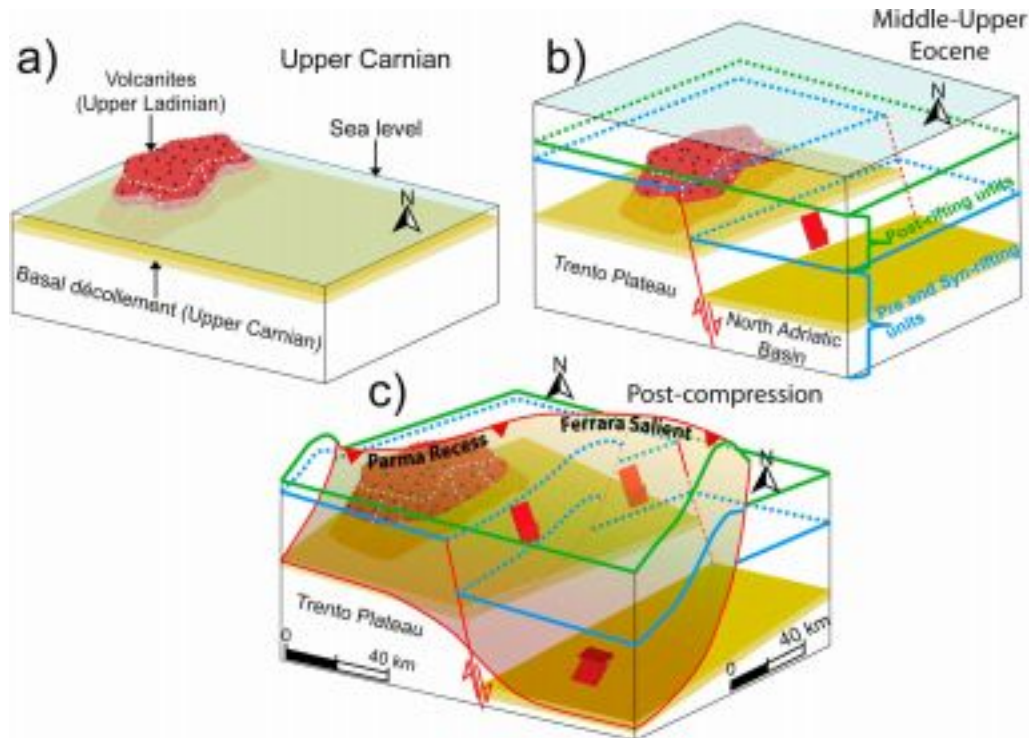 a)
Upper Carnian
Volcanites
(Upper Ladinian)
Sea level
N
Basal décollement (Upper Carnian)
b)
Middle-Upper
Eocene
N
Post-rifting units
Pre and Syn-rifting
units
Trento Plateau
North Adriatic
Basin
c)
N
Post-compression
Ferrara Salient
Parma Recess
N
Trento Plateau
0
40 km
0
40 km